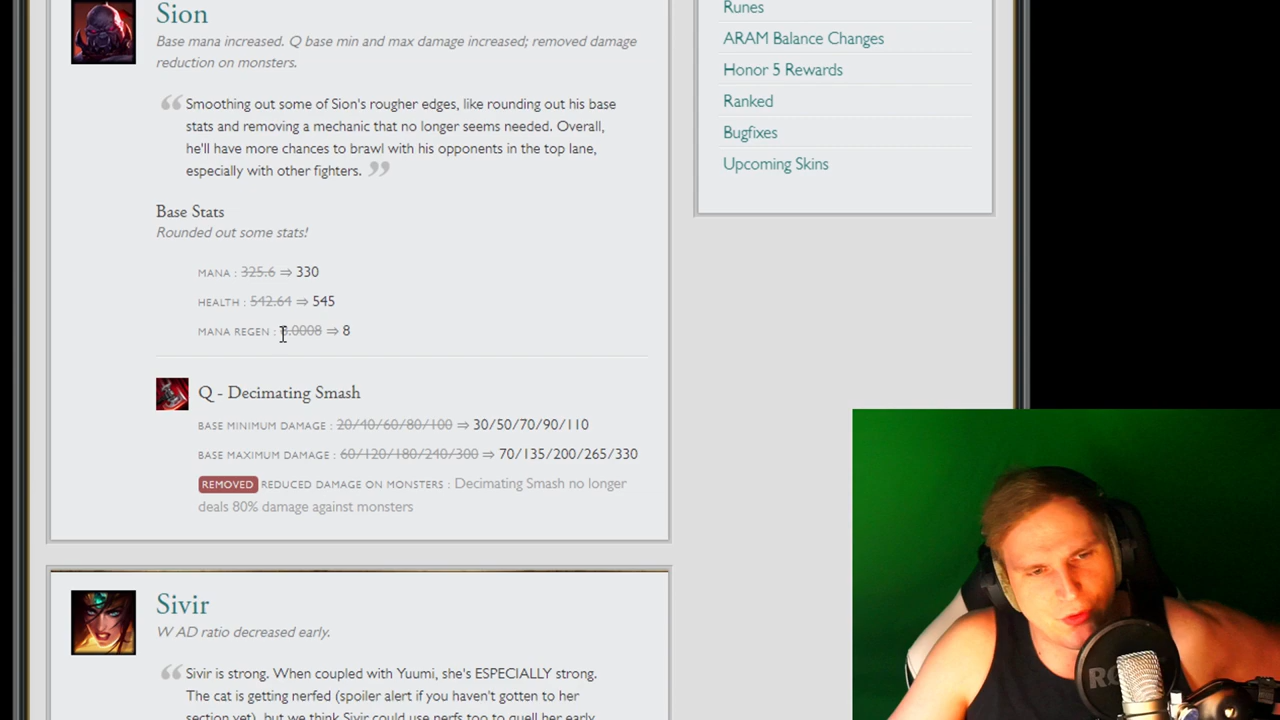 Sion
Base mana increased. Q base min and max damage increased; removed damage
reduction on monsters.
“ Smoothing out some of Sion's rougher edges, like rounding out his base
stats and removing a mechanic that no longer seems needed. Overall,
he'll have more chances to brawl with his opponents in the top lane,
especially with other fighters. ”
Base Stats
Rounded out some stats!
MANA : 325.6 ⇒ 330
HEALTH : 542.64 ⇒ 545
MANA REGEN : .0008 ⇒ 8
Q - Decimating Smash
BASE MINIMUM DAMAGE : 20/40/60/80/100 ⇒ 30/50/70/90/110
BASE MAXIMUM DAMAGE : 60/120/180/240/300 ⇒ 70/135/200/265/330
REMOVED REDUCED DAMAGE ON MONSTERS : Decimating Smash no longer
deals 80% damage against monsters
Sivir
W AD ratio decreased early.
“ Sivir is strong. When coupled with Yuumi, she's ESPECIALLY strong.
The cat is getting nerfed (spoiler alert if you haven't gotten to her
section yet), but we think Sivir could use nerfs too to quell her early
Runes
ARAM Balance Changes
Honor 5 Rewards
Ranked
Bugfixes
Upcoming Skins